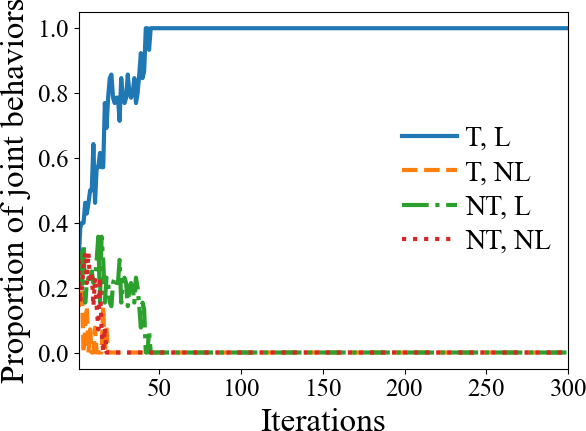 Proportion of joint behaviors
1.0
0.8
0.6
0.4
0.2
0.0
T, L
T, NL
NT, L
NT, NL
50 100 150 200 250 300
Iterations